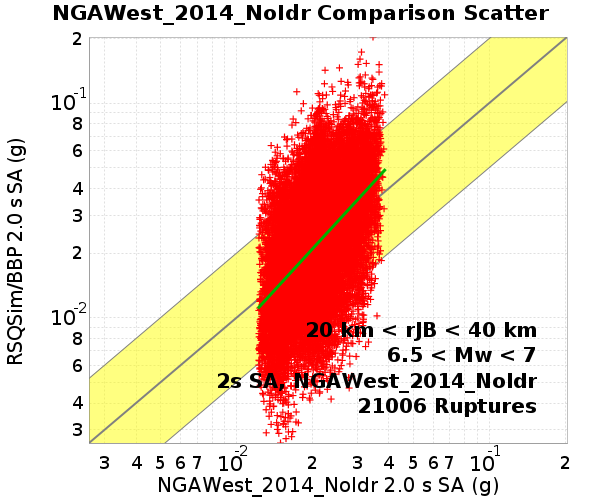 NGAWest_2014_NoIdr Comparison Scatter
RSQSim/BBP 2.0 s SA (g)
2
10-1
8
6
4
3
2
10-2
8
6
4
3
20 km < rJB < 40 km
6.5 < Mw < 7
2s SA, NGAWest_2014_NoIdr
21006 Ruptures
3 4 5 6 7 10-2 2 3 4 5 6 7 10-1 2
NGAWest_2014_NoIdr 2.0 s SA (g)